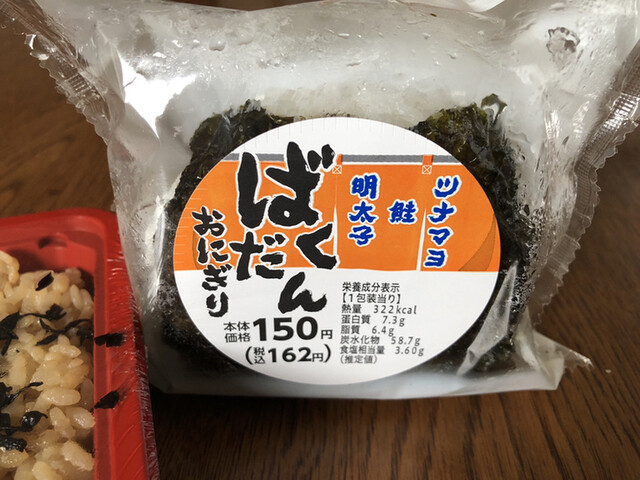 ツナマヨ
鮭
明太子
ばくだん
おにぎり
本体価格 150円
(税込 162円)
栄養成分表示
【1包装当り】
熱量 322kcal
蛋白質 7.3g
脂質 6.4g
炭水化物 58.7g
食塩相当量 3.60g
(推定値)